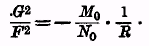 G²/F² = − M₀/N₀ · 1/R ·